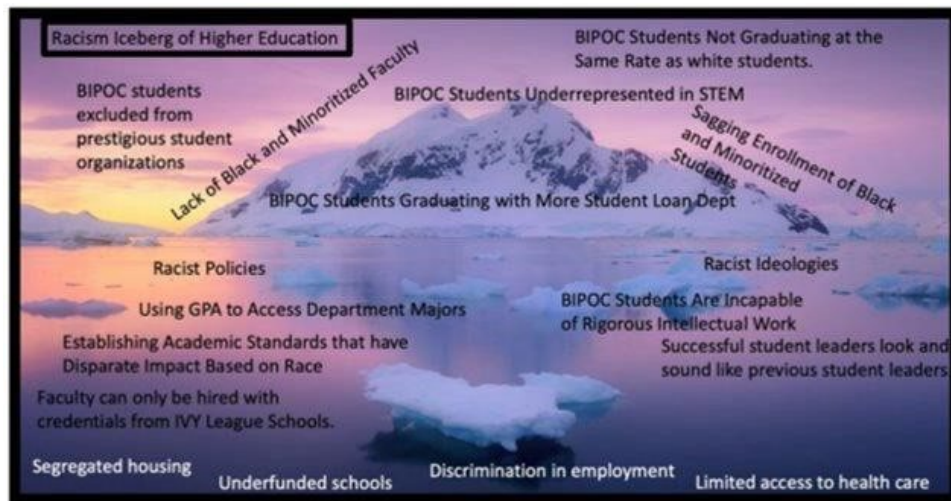 Racism Iceberg of Higher Education
BIPOC Students Not Graduating at the
Same Rate as white students.
BIPOC students
excluded from
prestigious student
organizations
Lack of Black and Minoritized Faculty
BIPOC Students Underrepresented in STEM
Sagging Enrollment of Black
and Minoritized
Students
BIPOC Students Graduating with More Student Loan Dept
Racist Policies
Racist Ideologies
Using GPA to Access Department Majors
BIPOC Students Are Incapable
of Rigorous Intellectual Work
Establishing Academic Standards that have
Disparate Impact Based on Race
Successful student leaders look and
sound like previous student leaders
Faculty can only be hired with
credentials from IVY League Schools.
Segregated housing
Underfunded schools
Discrimination in employment
Limited access to health care